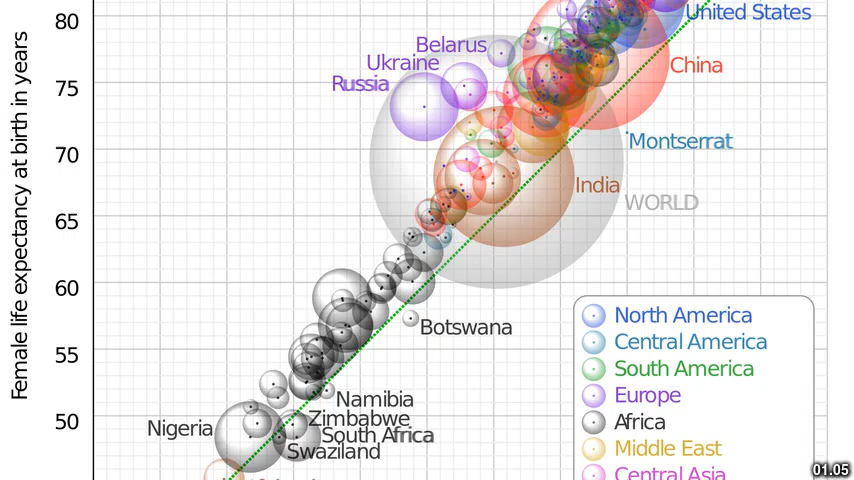 Female life expectancy at birth in years
80
75
70
65
60
55
50
United States
China
Belarus
Ukraine
Russia
Montserrat
India
WORLD
Botswana
Namibia
Zimbabwe
South Africa
Swaziland
Nigeria
North America
Central America
South America
Europe
Africa
Middle East
Central Asia
01.05